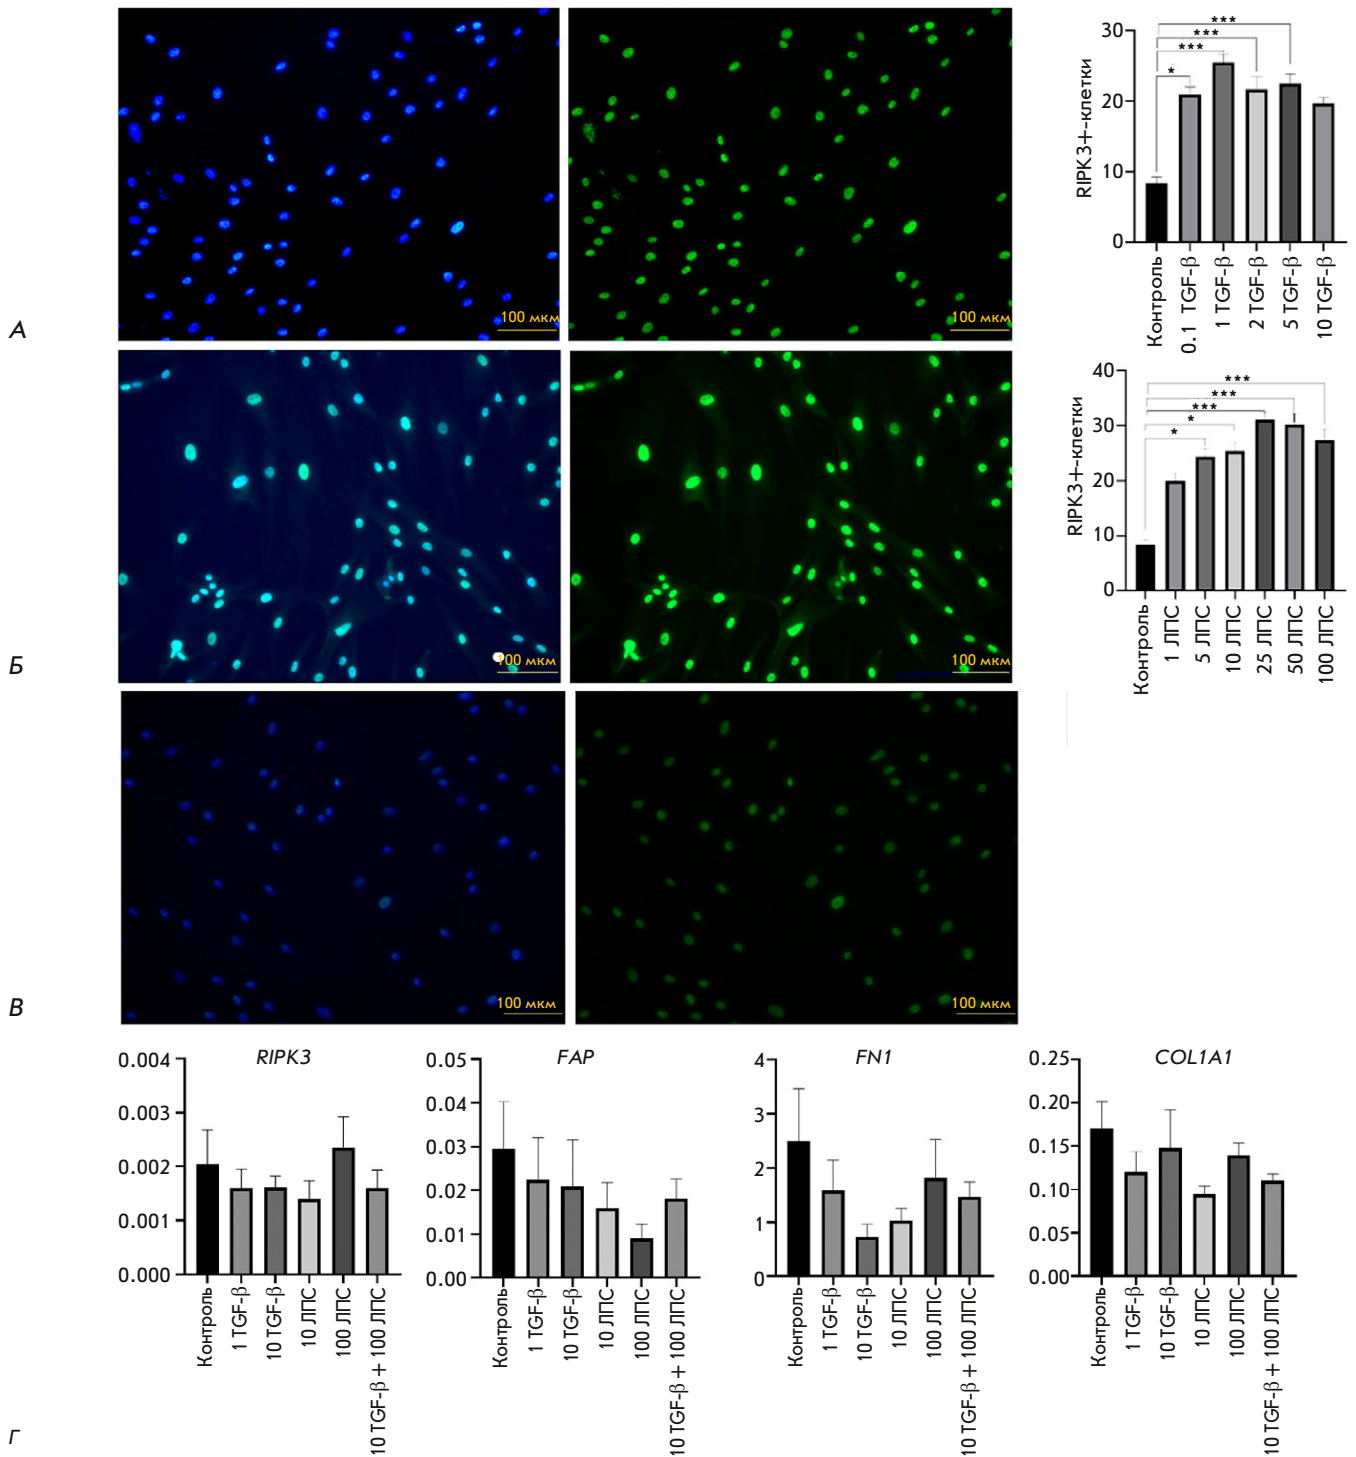 А
100 мкм
100 мкм
RIPK3+-клетки
30
20
10
0
***
***
***
*
Контроль
0.1 TGF-β
1 TGF-β
2 TGF-β
5 TGF-β
10 TGF-β
Б
100 мкм
100 мкм
RIPK3+-клетки
40
30
20
10
0
***
***
***
*
*
Контроль
1 ЛПС
5 ЛПС
10 ЛПС
25 ЛПС
50 ЛПС
100 ЛПС
В
100 мкм
100 мкм
Г
RIPK3
0.004
0.003
0.002
0.001
0.000
Контроль
1 TGF-β
10 TGF-β
10 ЛПС
100 ЛПС
10 TGF-β + 100 ЛПС
FAP
0.05
0.04
0.03
0.02
0.01
0.00
Контроль
1 TGF-β
10 TGF-β
10 ЛПС
100 ЛПС
10 TGF-β + 100 ЛПС
FN1
4
3
2
1
0
Контроль
1 TGF-β
10 TGF-β
10 ЛПС
100 ЛПС
10 TGF-β + 100 ЛПС
COL1A1
0.25
0.20
0.15
0.10
0.05
0.00
Контроль
1 TGF-β
10 TGF-β
10 ЛПС
100 ЛПС
10 TGF-β + 100 ЛПС